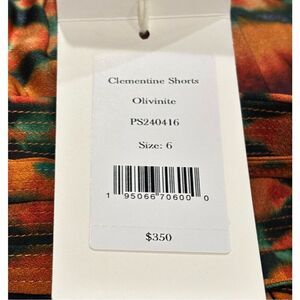 Clementine Shorts
Olivinite
PS240416
Size: 6
1 95066 70600 0
$350